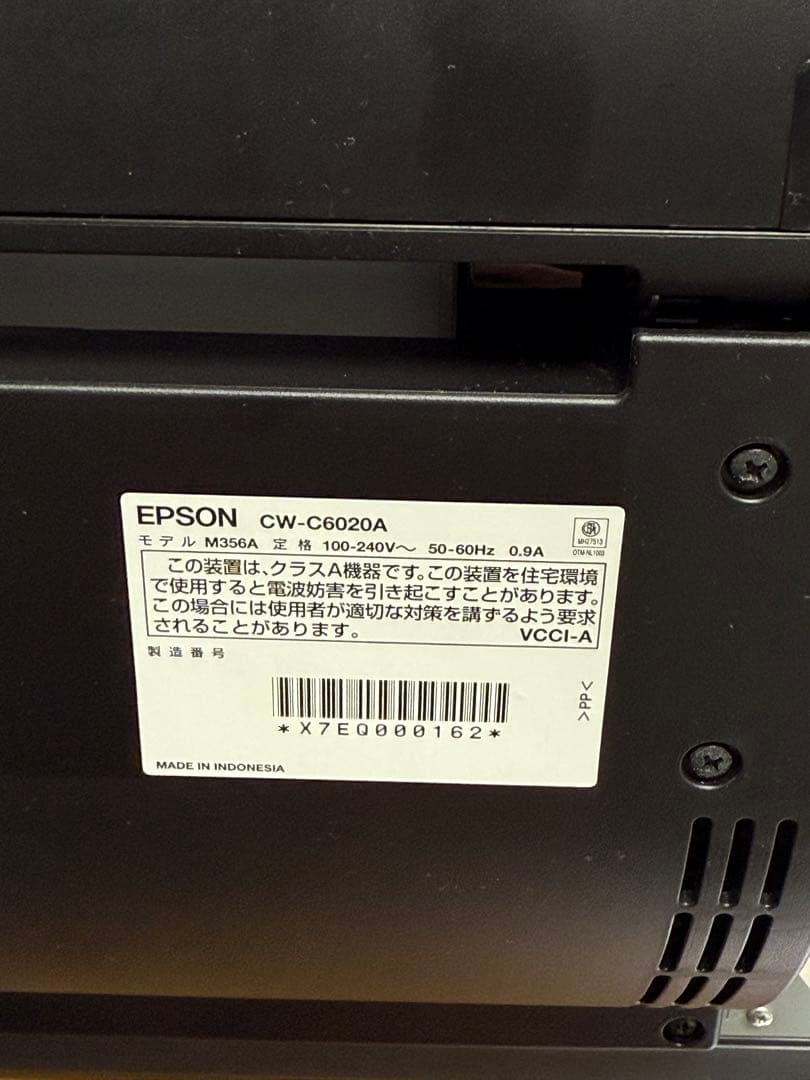 EPSON CW-C6020A
モデル M356A 定格 100-240V～ 50-60Hz 0.9A
MH27513
OTM-NL1003
この装置は、クラスA機器です。この装置を住宅環境
で使用すると電波妨害を引き起こすことがあります。
この場合には使用者が適切な対策を講ずるよう要求
されることがあります。 VCCI-A
製造番号
*X7EQ000162*
>PP<
MADE IN INDONESIA